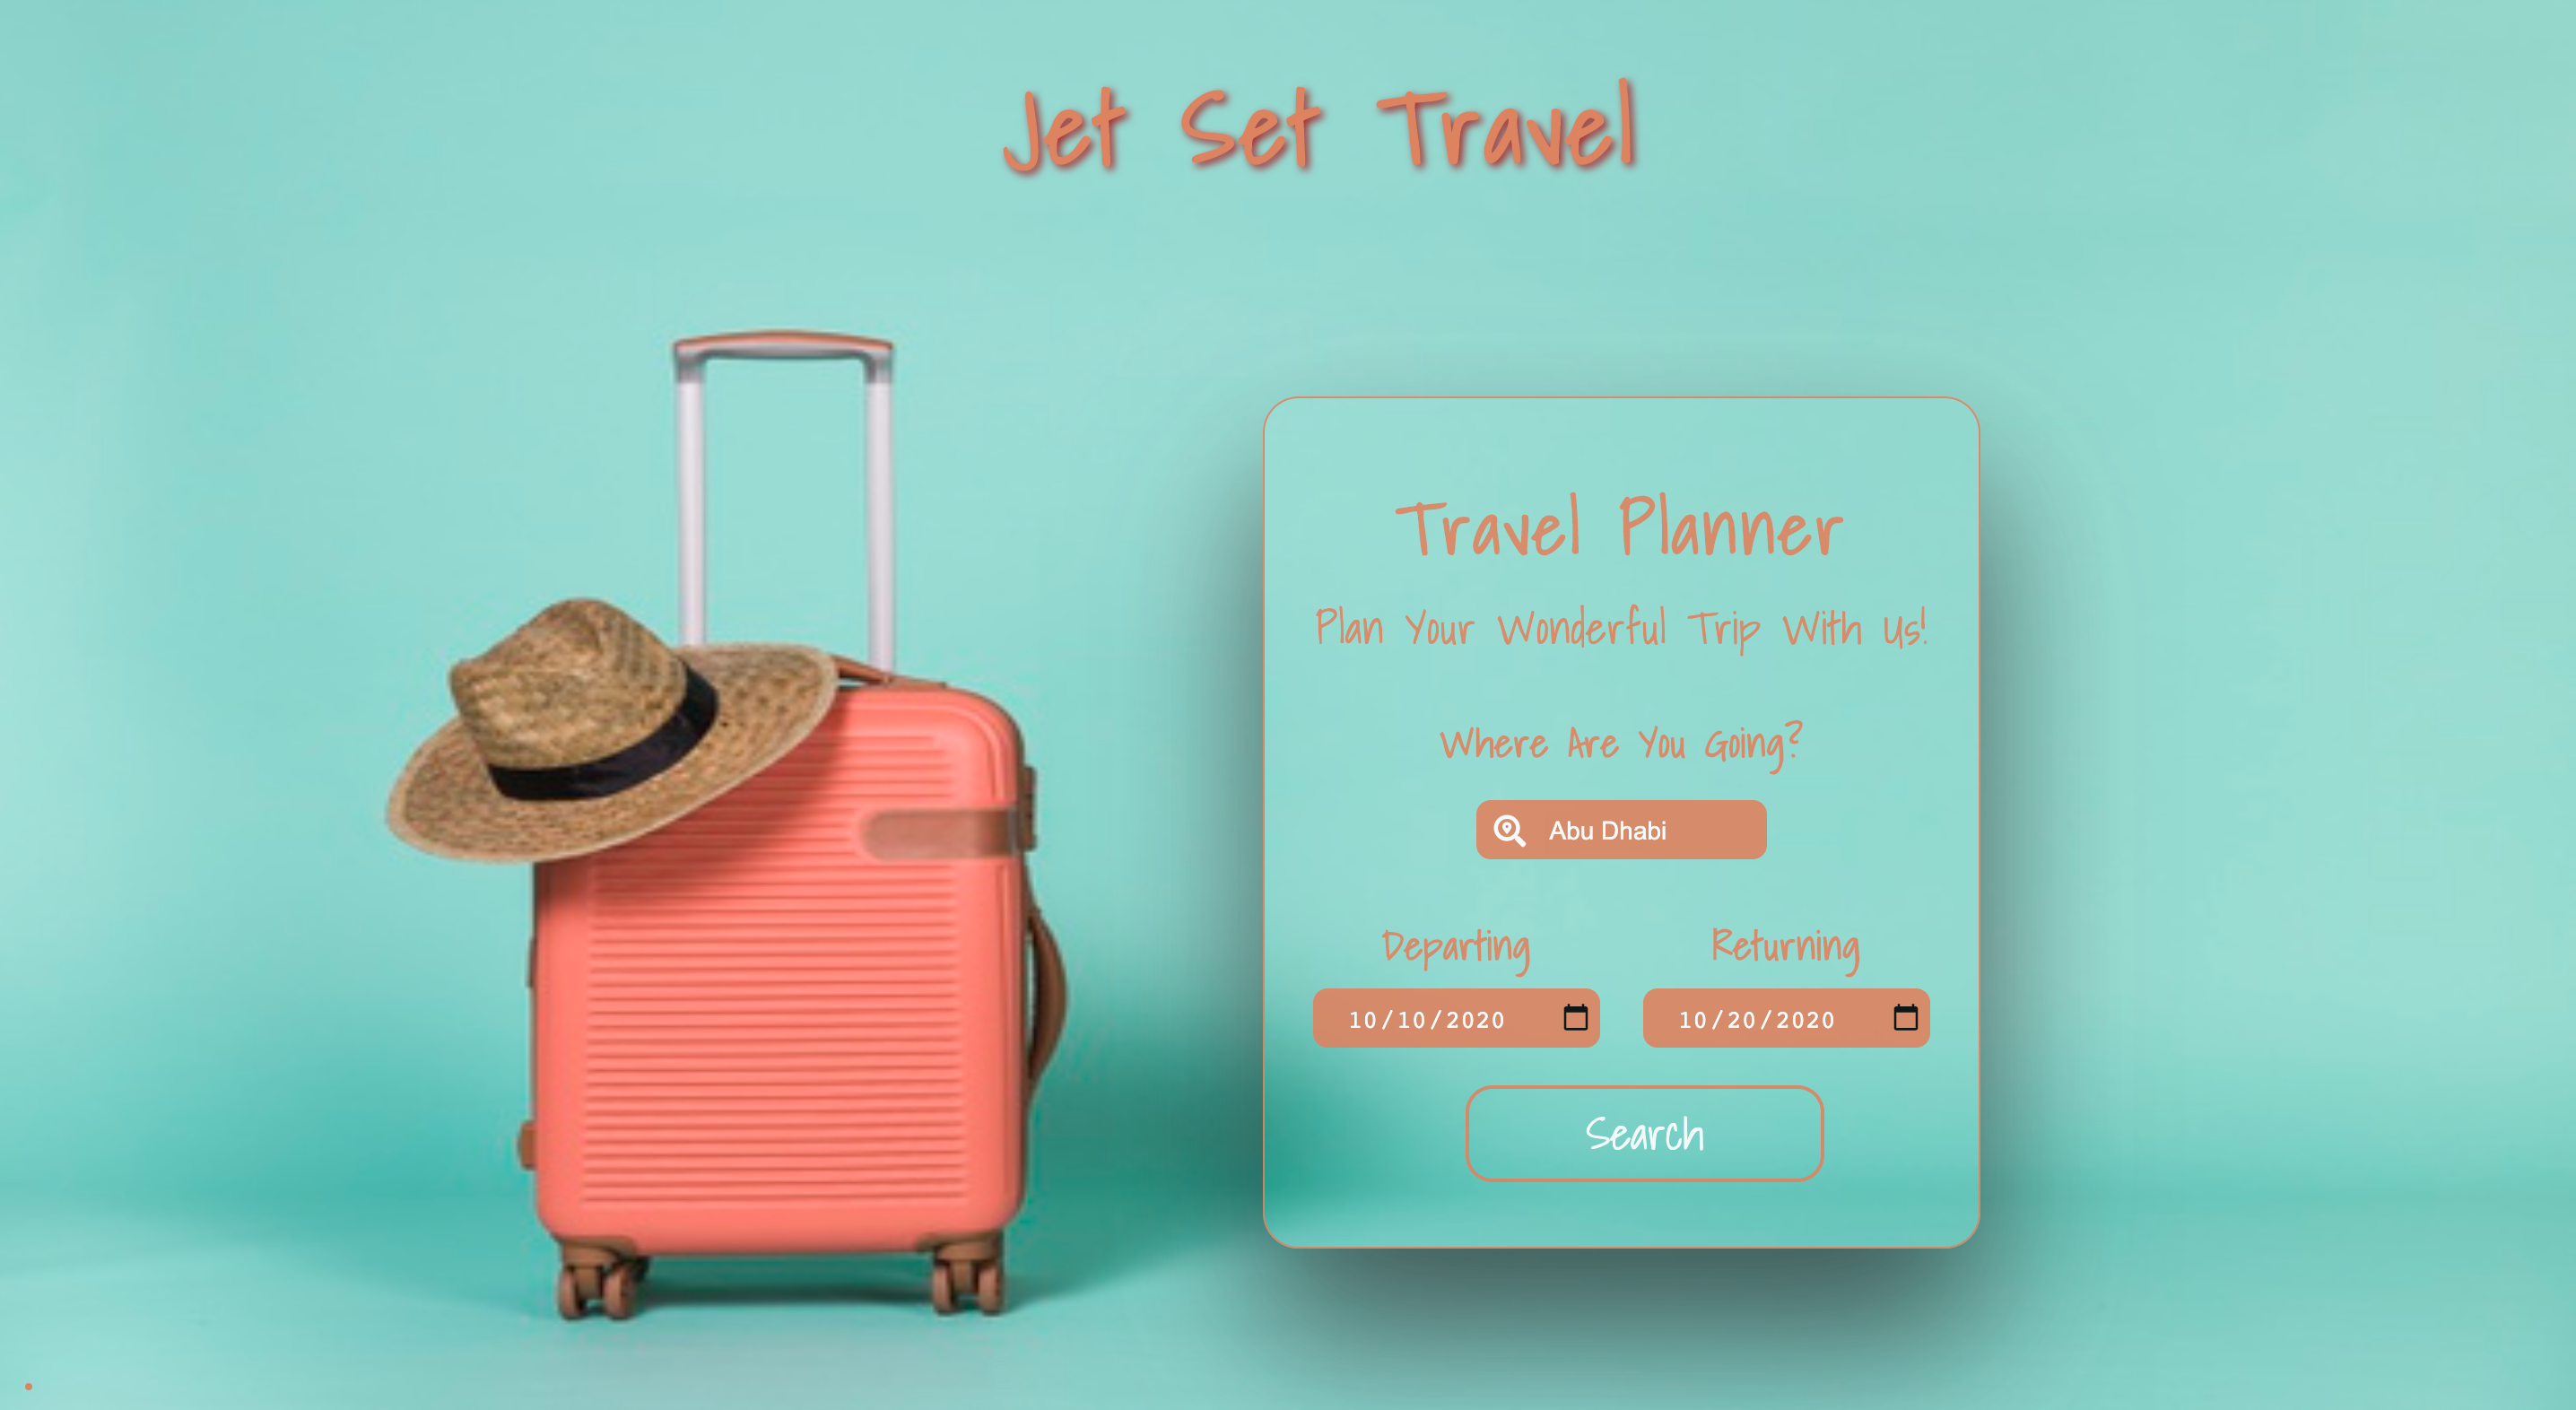 Jet Set Travel
Travel Planner
Plan Your Wonderful Trip With Us!
Where Are You Going?
Abu Dhabi
Departing Returning
10/10/2020 10/20/2020
Search